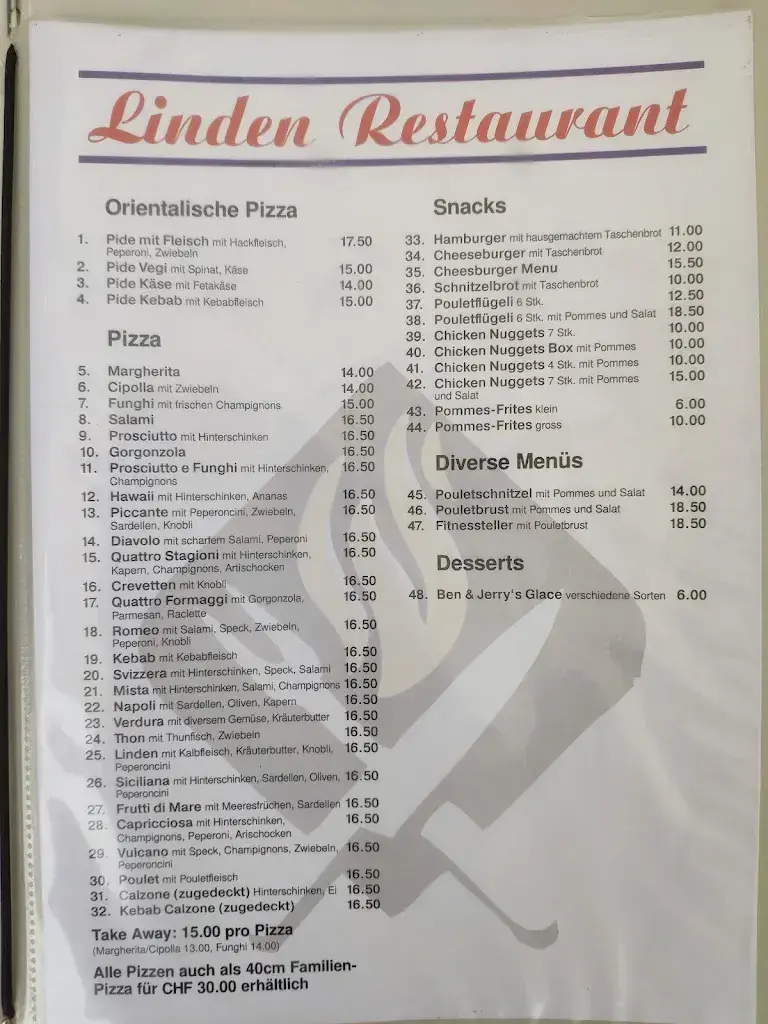 Linden Restaurant
Orientalische Pizza
1. Pide mit Fleisch mit Hackfleisch, 17.50
Peperoni, Zwiebeln
2. Pide Vegi mit Spinat, Käse 15.00
3. Pide Käse mit Fetakäse 14.00
4. Pide Kebab mit Kebabfleisch 15.00
Pizza
5. Margherita 14.00
6. Cipolla mit Zwiebeln 14.00
7. Funghi mit frischen Champignons 15.00
8. Salami 16.50
9. Prosciutto mit Hinterschinken 16.50
10. Gorgonzola 16.50
11. Prosciutto e Funghi mit Hinterschinken, 16.50
Champignons
12. Hawaii mit Hinterschinken, Ananas 16.50
13. Piccante mit Peperoncini, Zwiebeln, 16.50
Sardellen, Knobli
14. Diavolo mit scharfem Salami, Peperoni 16.50
15. Quattro Stagioni mit Hinterschinken, 16.50
Kapern, Champignons, Artischocken
16. Crevetten mit Knobli 16.50
17. Quattro Formaggi mit Gorgonzola, 16.50
Parmesan, Raclette
18. Romeo mit Salami, Speck, Zwiebeln, 16.50
Peperoni, Knobli
19. Kebab mit Kebabfleisch 16.50
20. Svizzera mit Hinterschinken, Speck, Salami 16.50
21. Mista mit Hinterschinken, Salami, Champignons 16.50
22. Napoli mit Sardellen, Oliven, Kapern 16.50
23. Verdura mit diversem Gemüse, Kräuterbutter 16.50
24. Thon mit Thunfisch, Zwiebeln 16.50
25. Linden mit Kalbfleisch, Kräuterbutter, Knobli, 16.50
Peperoncini
26. Siciliana mit Hinterschinken, Sardellen, Oliven, 16.50
Peperoncini
27. Frutti di Mare mit Meeresfrüchen, Sardellen 16.50
28. Capricciosa mit Hinterschinken, 16.50
Champignons, Peperoni, Arischocken
29. Vulcano mit Speck, Champignons, Zwiebeln, 16.50
Peperoncini
30. Poulet mit Pouletfleisch 16.50
31. Calzone (zugedeckt) Hinterschinken, Ei 16.50
32. Kebab Calzone (zugedeckt) 16.50
Take Away: 15.00 pro Pizza
(Margherita/Cipolla 13.00, Funghi 14.00)
Alle Pizzen auch als 40cm Familien-
Pizza für CHF 30.00 erhältlich
Snacks
33. Hamburger mit hausgemachtem Taschenbrot 11.00
34. Cheeseburger mit Taschenbrot 12.00
35. Cheesburger Menu 15.50
36. Schnitzelbrot mit Taschenbrot 10.00
37. Pouletflügeli 6 Stk. 12.50
38. Pouletflügeli 6 Stk. mit Pommes und Salat 18.50
39. Chicken Nuggets 7 Stk. 10.00
40. Chicken Nuggets Box mit Pommes 10.00
41. Chicken Nuggets 4 Stk. mit Pommes 10.00
42. Chicken Nuggets 7 Stk. mit Pommes 15.00
und Salat
43. Pommes-Frites klein 6.00
44. Pommes-Frites gross 10.00
Diverse Menüs
45. Pouletschnitzel mit Pommes und Salat 14.00
46. Pouletbrust mit Pommes und Salat 18.50
47. Fitnessteller mit Pouletbrust 18.50
Desserts
48. Ben & Jerry's Glace verschiedene Sorten 6.00